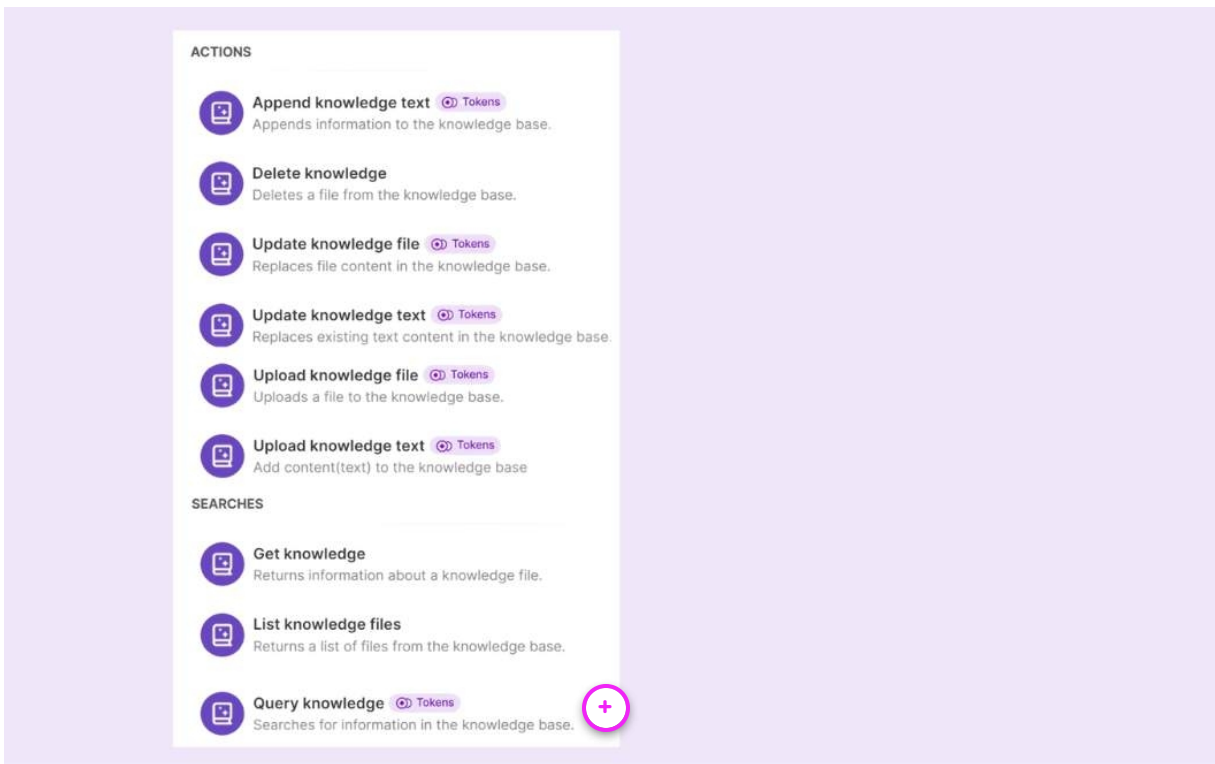 ACTIONS
Append knowledge text Tokens
Appends information to the knowledge base.
Delete knowledge
Deletes a file from the knowledge base.
Update knowledge file Tokens
Replaces file content in the knowledge base.
Update knowledge text Tokens
Replaces existing text content in the knowledge base.
Upload knowledge file Tokens
Uploads a file to the knowledge base.
Upload knowledge text Tokens
Add content(text) to the knowledge base
SEARCHES
Get knowledge
Returns information about a knowledge file.
List knowledge files
Returns a list of files from the knowledge base.
Query knowledge Tokens
Searches for information in the knowledge base.
+